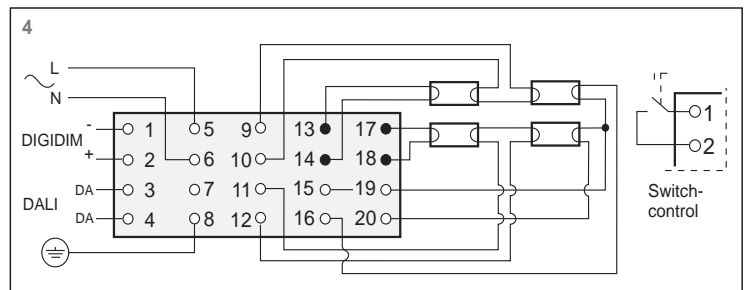 4
L
N
DIGIDIM
-
+
DALI
DA
DA
1 5 9 13 17
2 6 10 14 18
3 7 11 15 19
4 8 12 16 20
1
2
Switch-
control